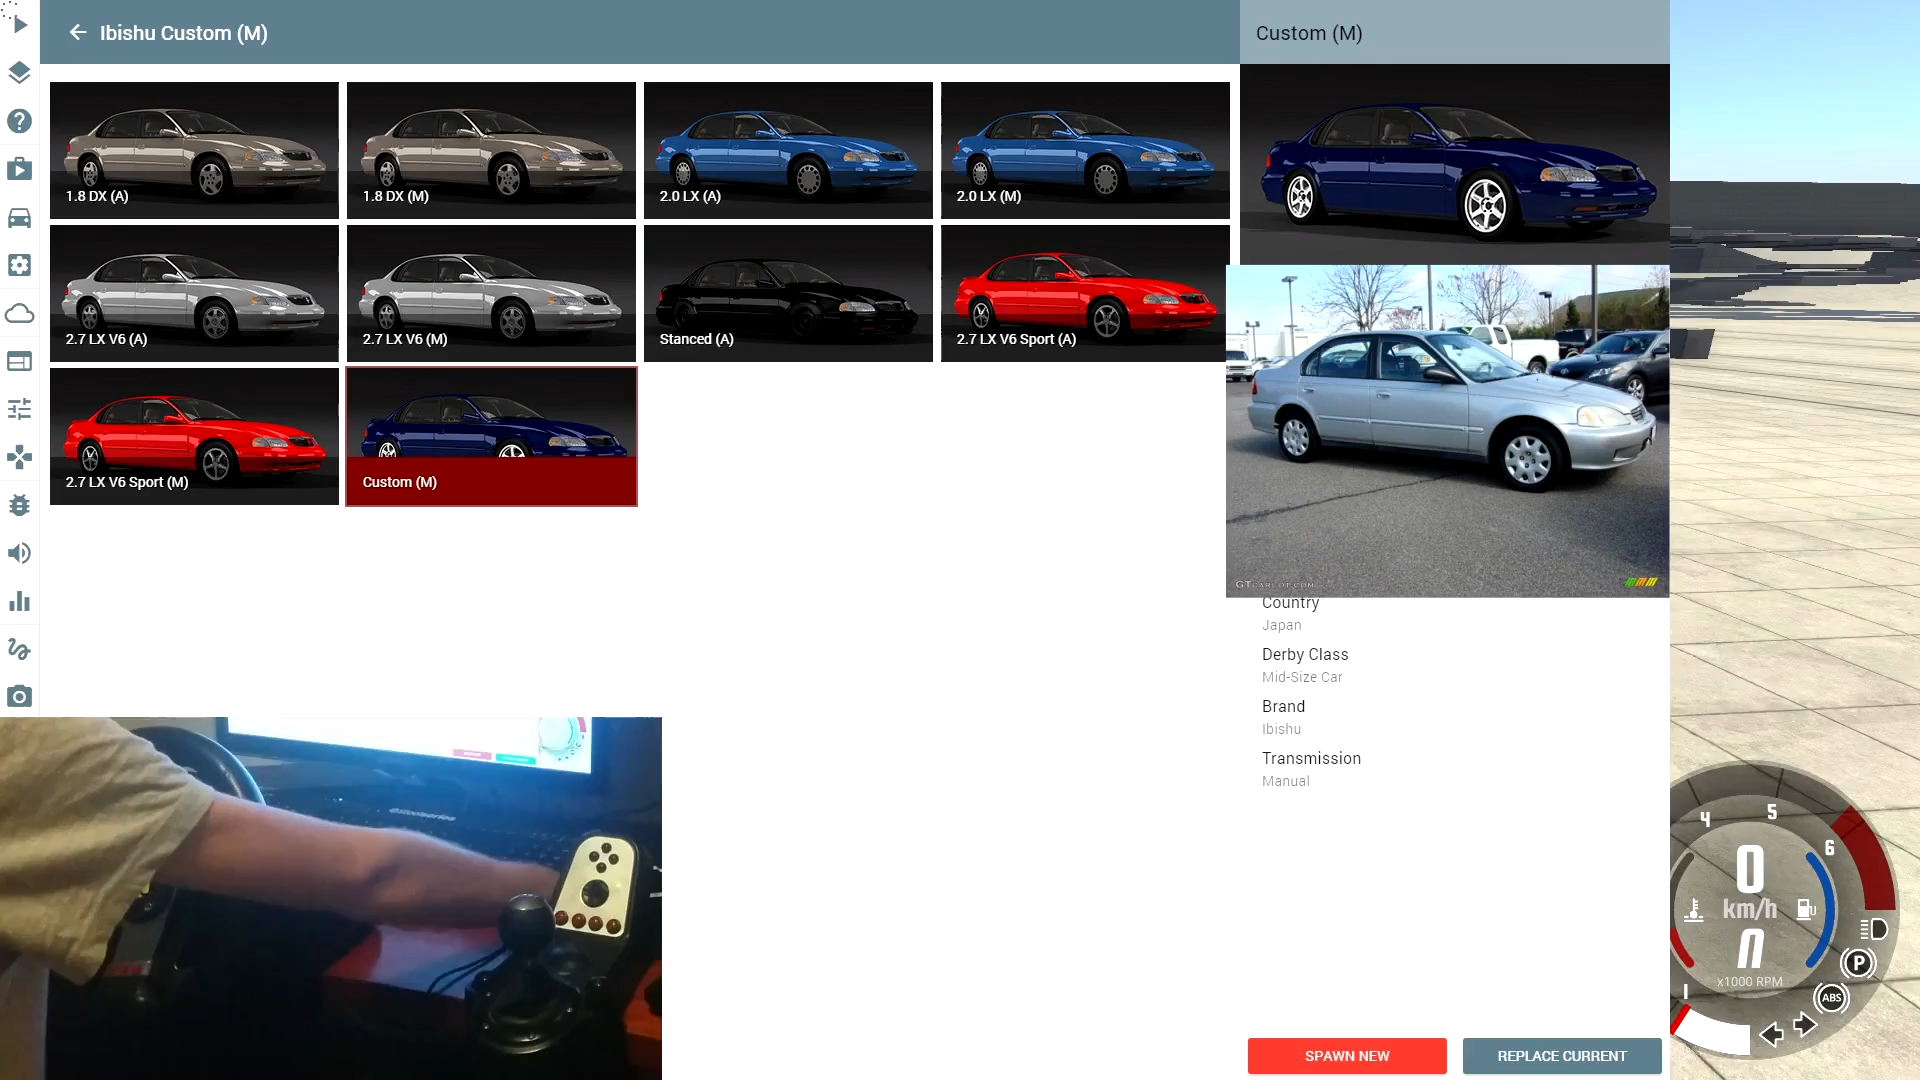 Ibishu Custom (M)
Custom (M)
1.8 DX (A)
1.8 DX (M)
2.0 LX (A)
2.0 LX (M)
2.7 LX V6 (A)
2.7 LX V6 (M)
Stanced (A)
2.7 LX V6 Sport (A)
2.7 LX V6 Sport (M)
Custom (M)
GTCARLOT.COM
Country
Japan
Derby Class
Mid-Size Car
Brand
Ibishu
Transmission
Manual
SPAWN NEW
REPLACE CURRENT
4
5
6
0
km/h
n
x1000 RPM
1
P
ABS